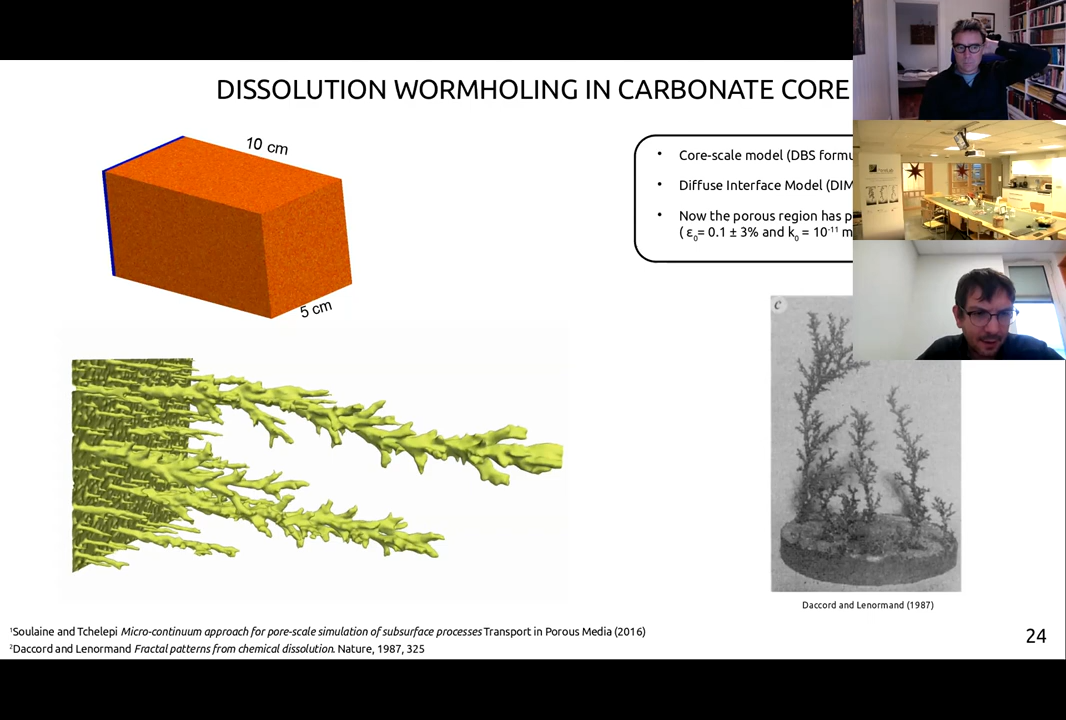 DISSOLUTION WORMHOLING IN CARBONATE CORE
10 cm
5 cm
• Core-scale model (DBS formu
• Diffuse Interface Model (DIM
• Now the porous region has p
( ε0= 0.1 ± 3% and k0 = 10-11 m
c
Daccord and Lenormand (1987)
1Soulaine and Tchelepi Micro-continuum approach for pore-scale simulation of subsurface processes Transport in Porous Media (2016)
2Daccord and Lenormand Fractal patterns from chemical dissolution. Nature, 1987, 325
24